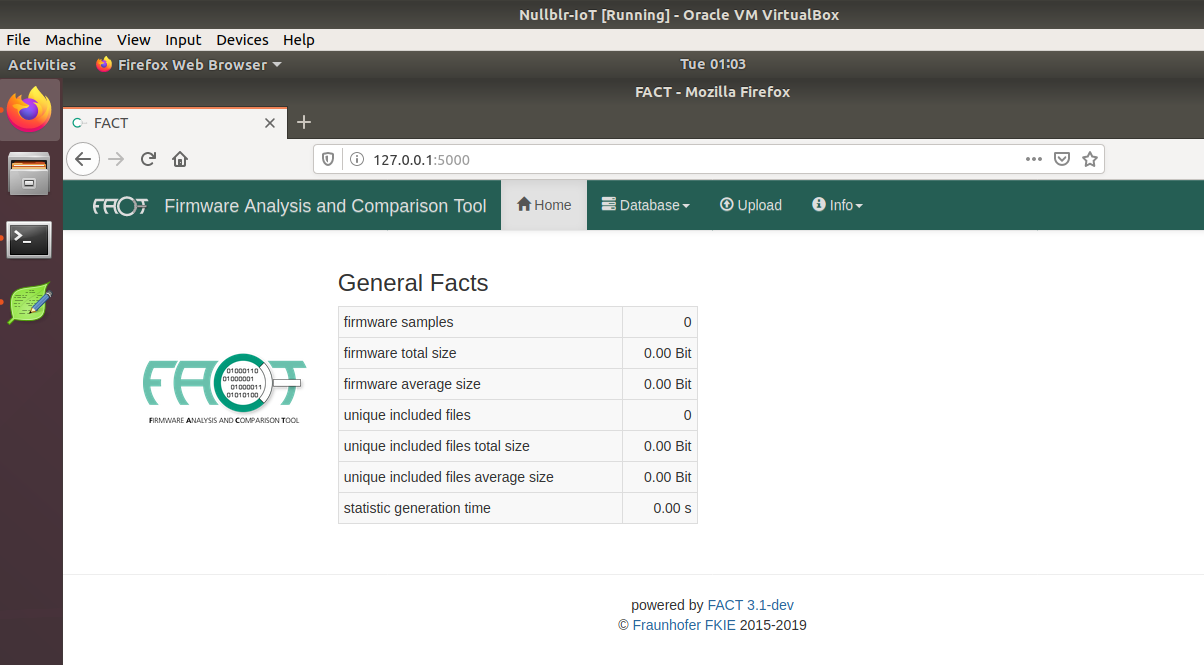 Nullblr-IoT [Running] - Oracle VM VirtualBox
File Machine View Input Devices Help
Activities Firefox Web Browser Tue 01:03
FACT - Mozilla Firefox
FACT
127.0.0.1:5000
FACT Firmware Analysis and Comparison Tool Home Database Upload Info
General Facts
firmware samples 0
firmware total size 0.00 Bit
firmware average size 0.00 Bit
unique included files 0
unique included files total size 0.00 Bit
unique included files average size 0.00 Bit
statistic generation time 0.00 s
FACT
01000110
01000001
01000011
01010100
FIRMWARE ANALYSIS AND COMPARISON TOOL
powered by FACT 3.1-dev
© Fraunhofer FKIE 2015-2019